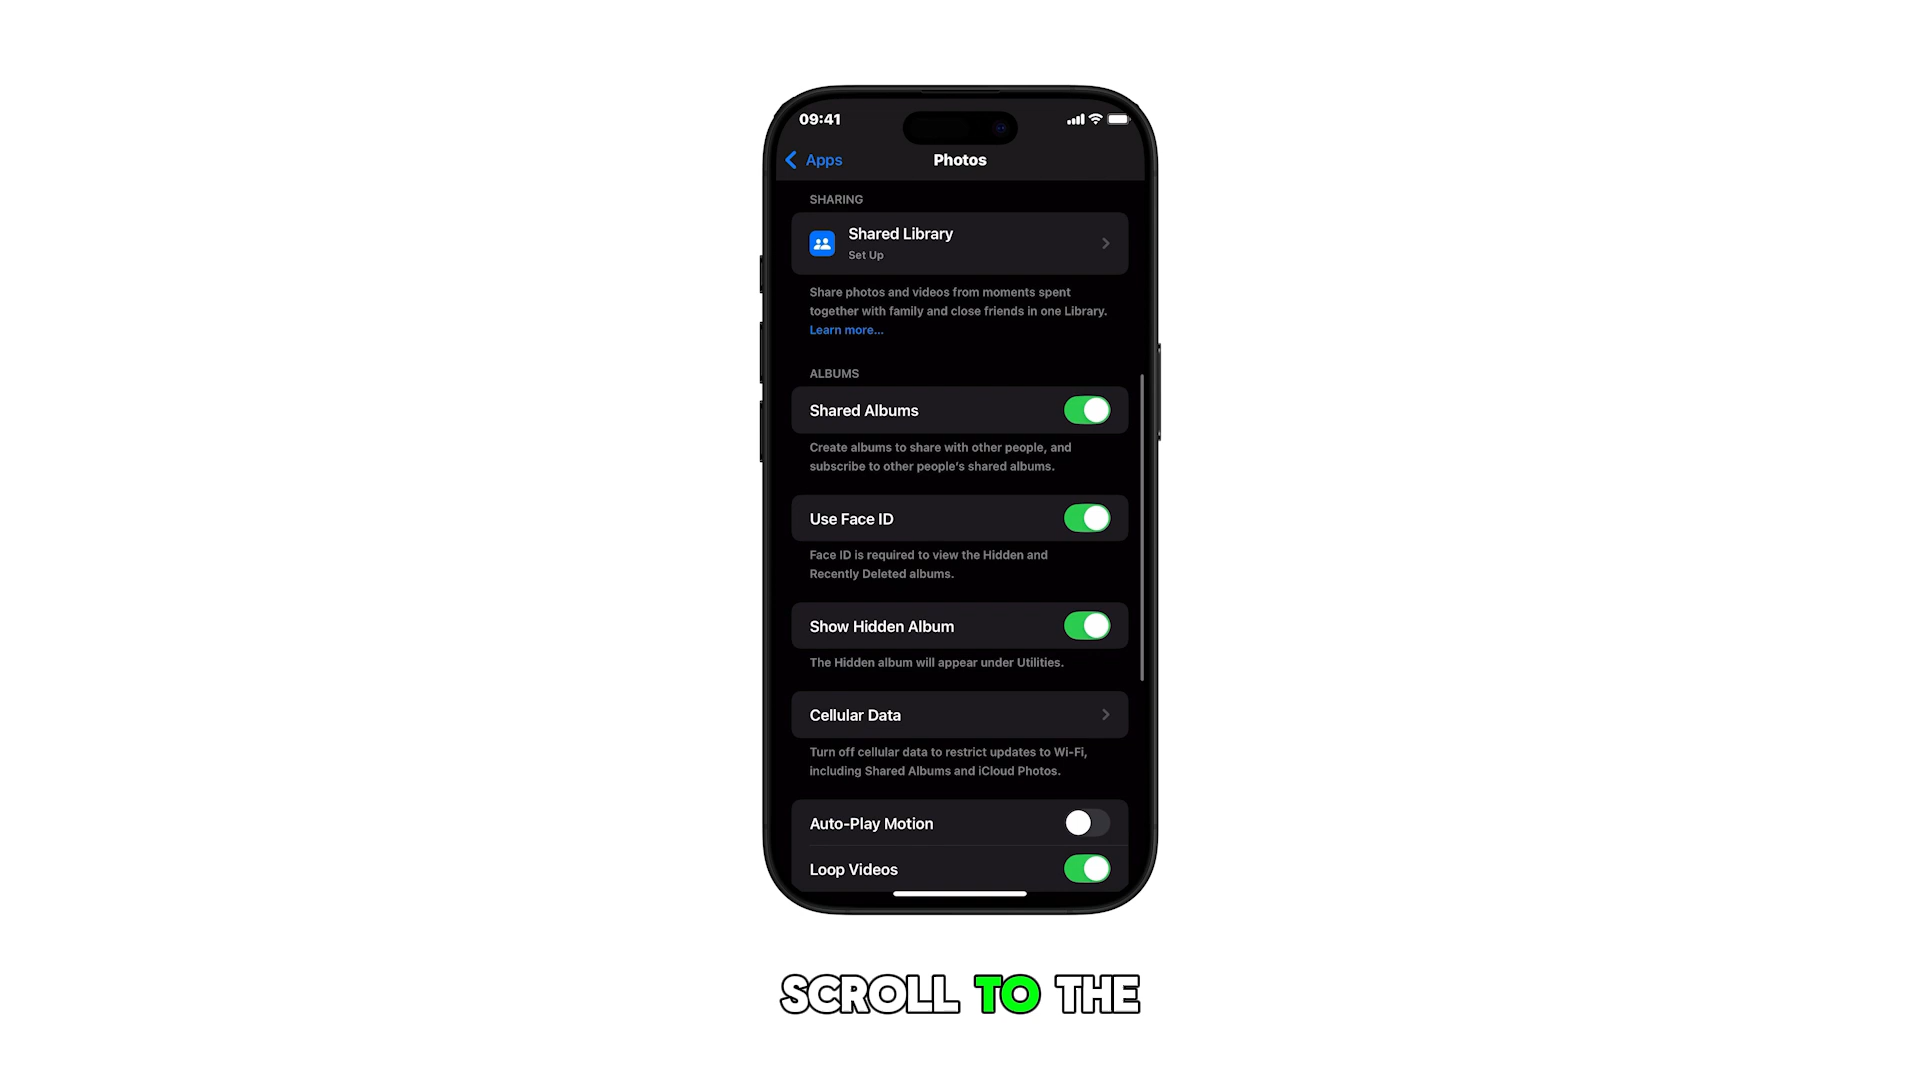 09:41
Apps
Photos
SHARING
Shared Library
Set Up
Share photos and videos from moments spent
together with family and close friends in one Library.
Learn more...
ALBUMS
Shared Albums
Create albums to share with other people, and
subscribe to other people’s shared albums.
Use Face ID
Face ID is required to view the Hidden and
Recently Deleted albums.
Show Hidden Album
The Hidden album will appear under Utilities.
Cellular Data
Turn off cellular data to restrict updates to Wi-Fi,
including Shared Albums and iCloud Photos.
Auto-Play Motion
Loop Videos
SCROLL TO THE